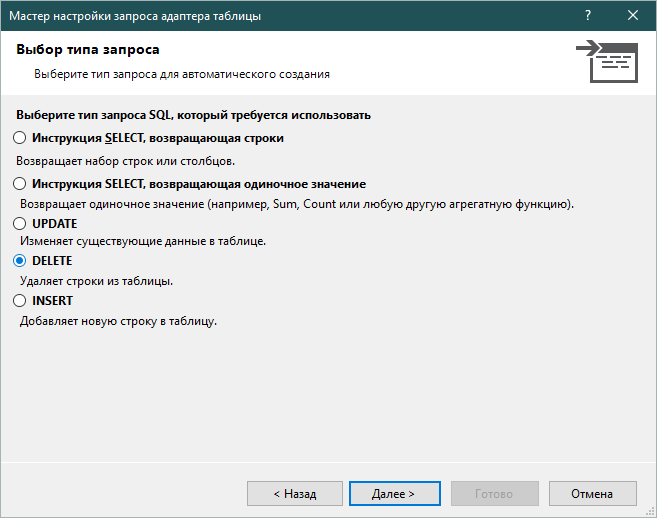 Мастер настройки запроса адаптера таблицы
?
Выбор типа запроса
Выберите тип запроса для автоматического создания
Выберите тип запроса SQL, который требуется использовать
Инструкция SELECT, возвращающая строки
Возвращает набор строк или столбцов.
Инструкция SELECT, возвращающая одиночное значение
Возвращает одиночное значение (например, Sum, Count или любую другую агрегатную функцию).
UPDATE
Изменяет существующие данные в таблице.
DELETE
Удаляет строки из таблицы.
INSERT
Добавляет новую строку в таблицу.
< Назад Далее > Готово Отмена